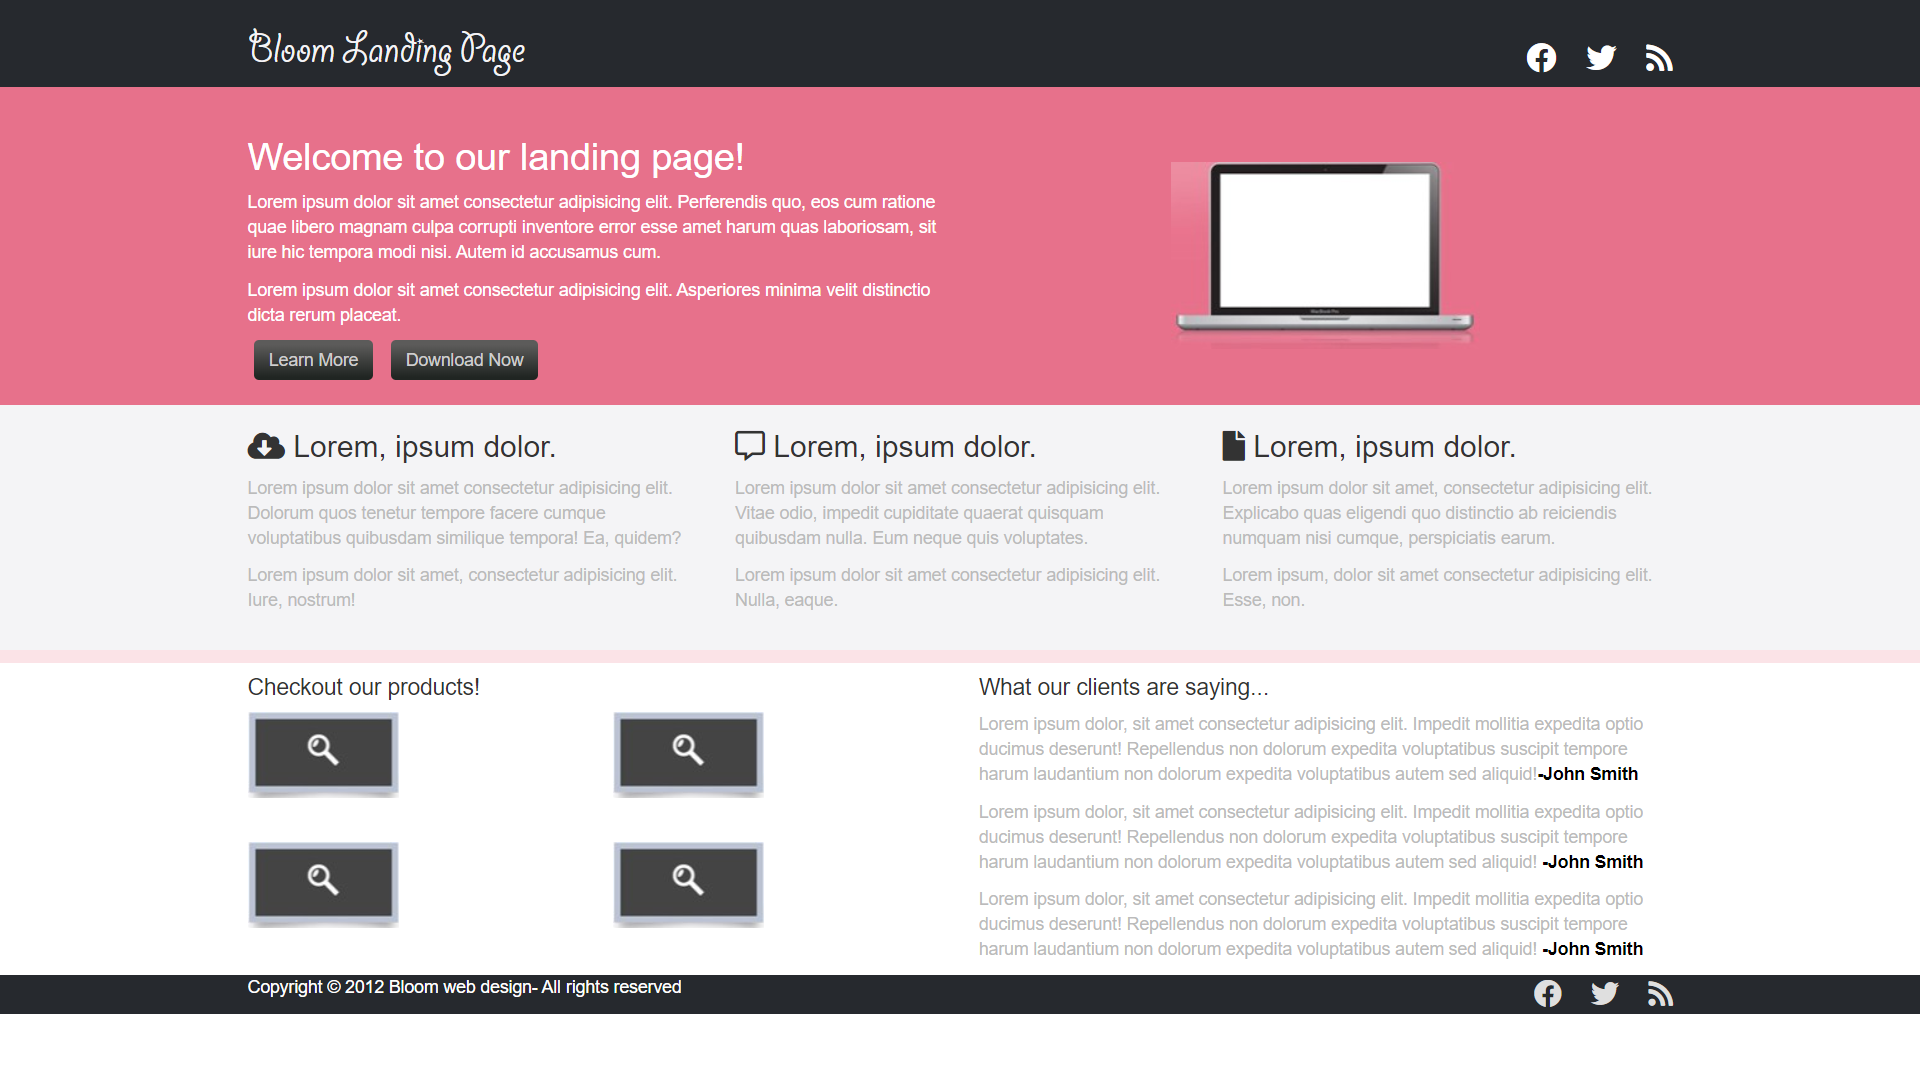 Bloom Landing Page
Welcome to our landing page!
Lorem ipsum dolor sit amet consectetur adipisicing elit. Perferendis quo, eos cum ratione
quae libero magnam culpa corrupti inventore error esse amet harum quas laboriosam, sit
iure hic tempora modi nisi. Autem id accusamus cum.
Lorem ipsum dolor sit amet consectetur adipisicing elit. Asperiores minima velit distinctio
dicta rerum placeat.
Learn More
Download Now
Lorem, ipsum dolor.
Lorem ipsum dolor sit amet consectetur adipisicing elit.
Dolorum quos tenetur tempore facere cumque
voluptatibus quibusdam similique tempora! Ea, quidem?
Lorem ipsum dolor sit amet, consectetur adipisicing elit.
Iure, nostrum!
Lorem, ipsum dolor.
Lorem ipsum dolor sit amet consectetur adipisicing elit.
Vitae odio, impedit cupiditate quaerat quisquam
quibusdam nulla. Eum neque quis voluptates.
Lorem ipsum dolor sit amet consectetur adipisicing elit.
Nulla, eaque.
Lorem, ipsum dolor.
Lorem ipsum dolor sit amet, consectetur adipisicing elit.
Explicabo quas eligendi quo distinctio ab reiciendis
numquam nisi cumque, perspiciatis earum.
Lorem ipsum, dolor sit amet consectetur adipisicing elit.
Esse, non.
Checkout our products!
What our clients are saying...
Lorem ipsum dolor, sit amet consectetur adipisicing elit. Impedit mollitia expedita optio
ducimus deserunt! Repellendus non dolorum expedita voluptatibus suscipit tempore
harum laudantium non dolorum expedita voluptatibus autem sed aliquid!-John Smith
Lorem ipsum dolor, sit amet consectetur adipisicing elit. Impedit mollitia expedita optio
ducimus deserunt! Repellendus non dolorum expedita voluptatibus suscipit tempore
harum laudantium non dolorum expedita voluptatibus autem sed aliquid! -John Smith
Lorem ipsum dolor, sit amet consectetur adipisicing elit. Impedit mollitia expedita optio
ducimus deserunt! Repellendus non dolorum expedita voluptatibus suscipit tempore
harum laudantium non dolorum expedita voluptatibus autem sed aliquid! -John Smith
Copyright © 2012 Bloom web design- All rights reserved